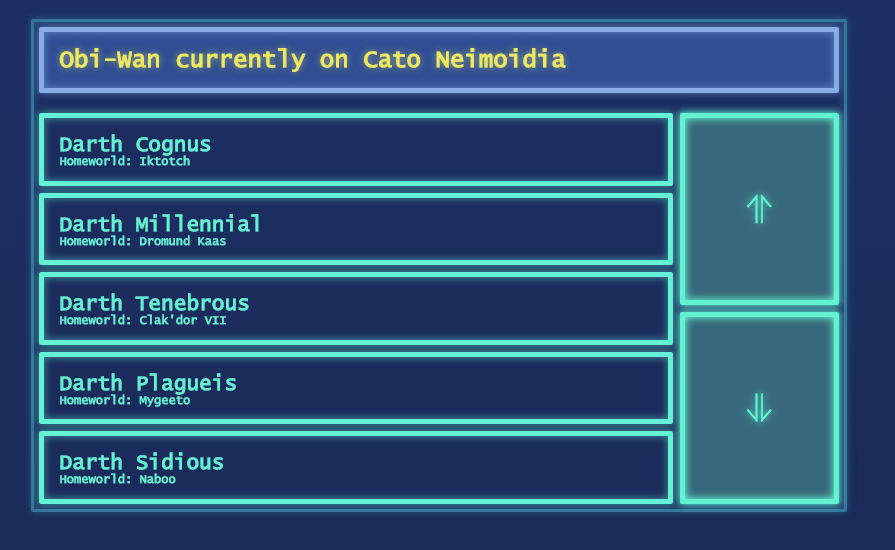 Obi-Wan currently on Cato Neimoidia
Darth Cognus
Homeworld: Iktotch
Darth Millennial
Homeworld: Dromund Kaas
Darth Tenebrous
Homeworld: Clak'dor VII
Darth Plagueis
Homeworld: Mygeeto
Darth Sidious
Homeworld: Naboo